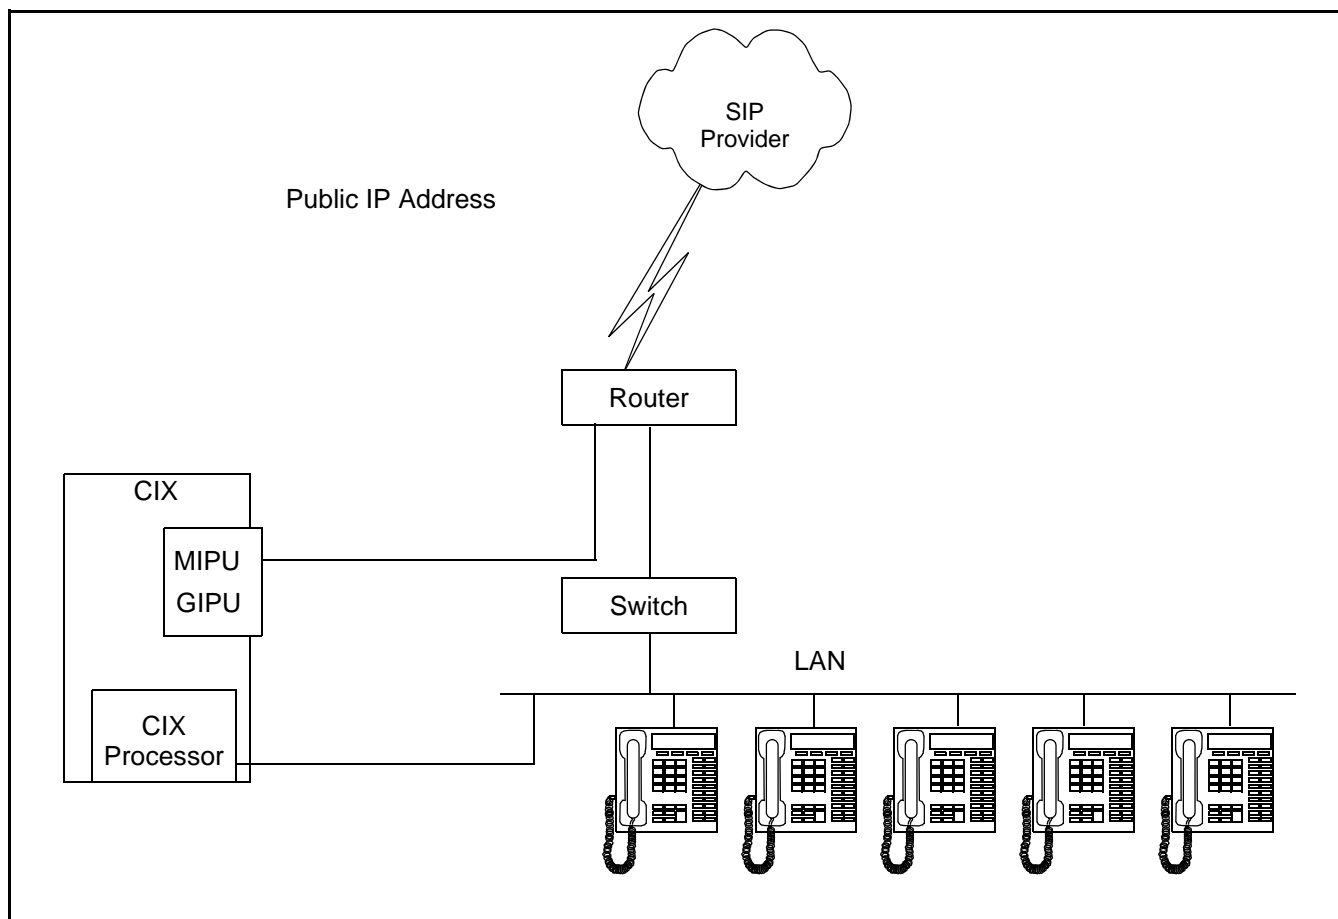 SIP
Provider
Public IP Address
Router
CIX
MIPU
GIPU
Switch
LAN
CIX
Processor